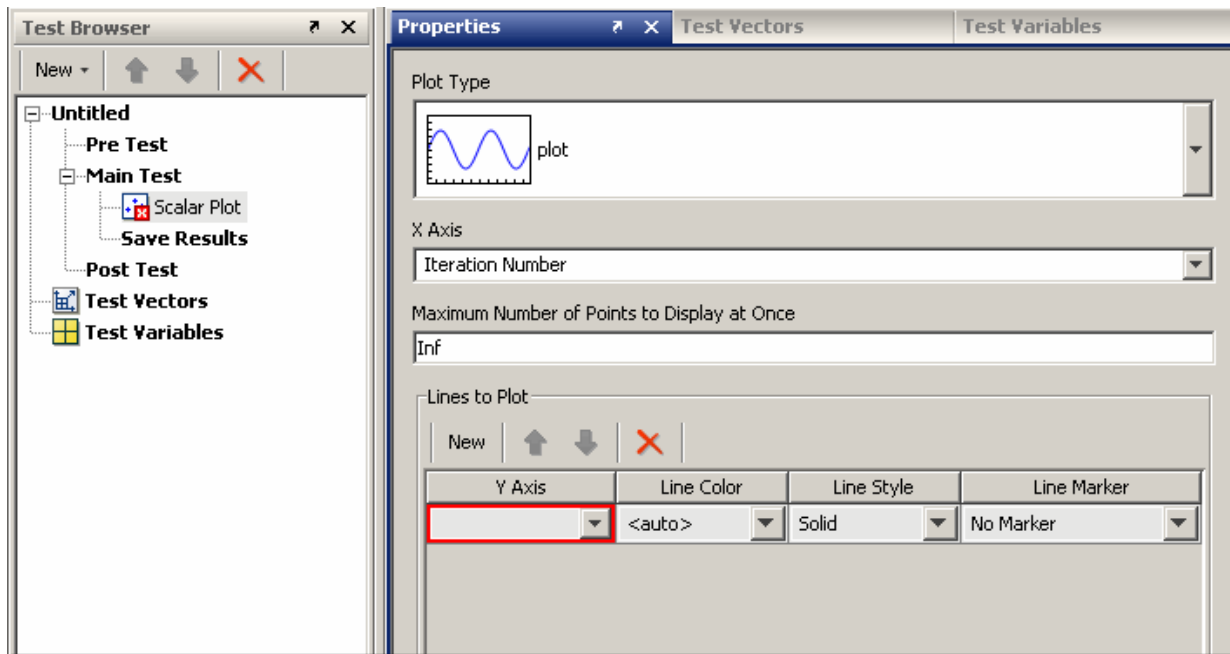 Test Browser
New
Untitled
Pre Test
Main Test
Scalar Plot
Save Results
Post Test
Test Vectors
Test Variables
Properties
Test Vectors
Test Variables
Plot Type
plot
X Axis
Iteration Number
Maximum Number of Points to Display at Once
Inf
Lines to Plot
New
Y Axis Line Color Line Style Line Marker
<auto> Solid No Marker